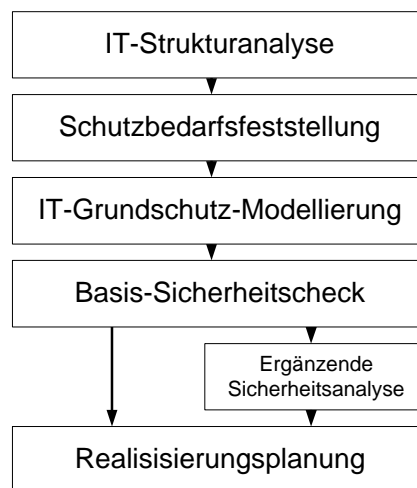 IT-Strukturanalyse
Schutzbedarfsfeststellung
IT-Grundschutz-Modellierung
Basis-Sicherheitscheck
Ergänzende
Sicherheitsanalyse
Realisisierungsplanung